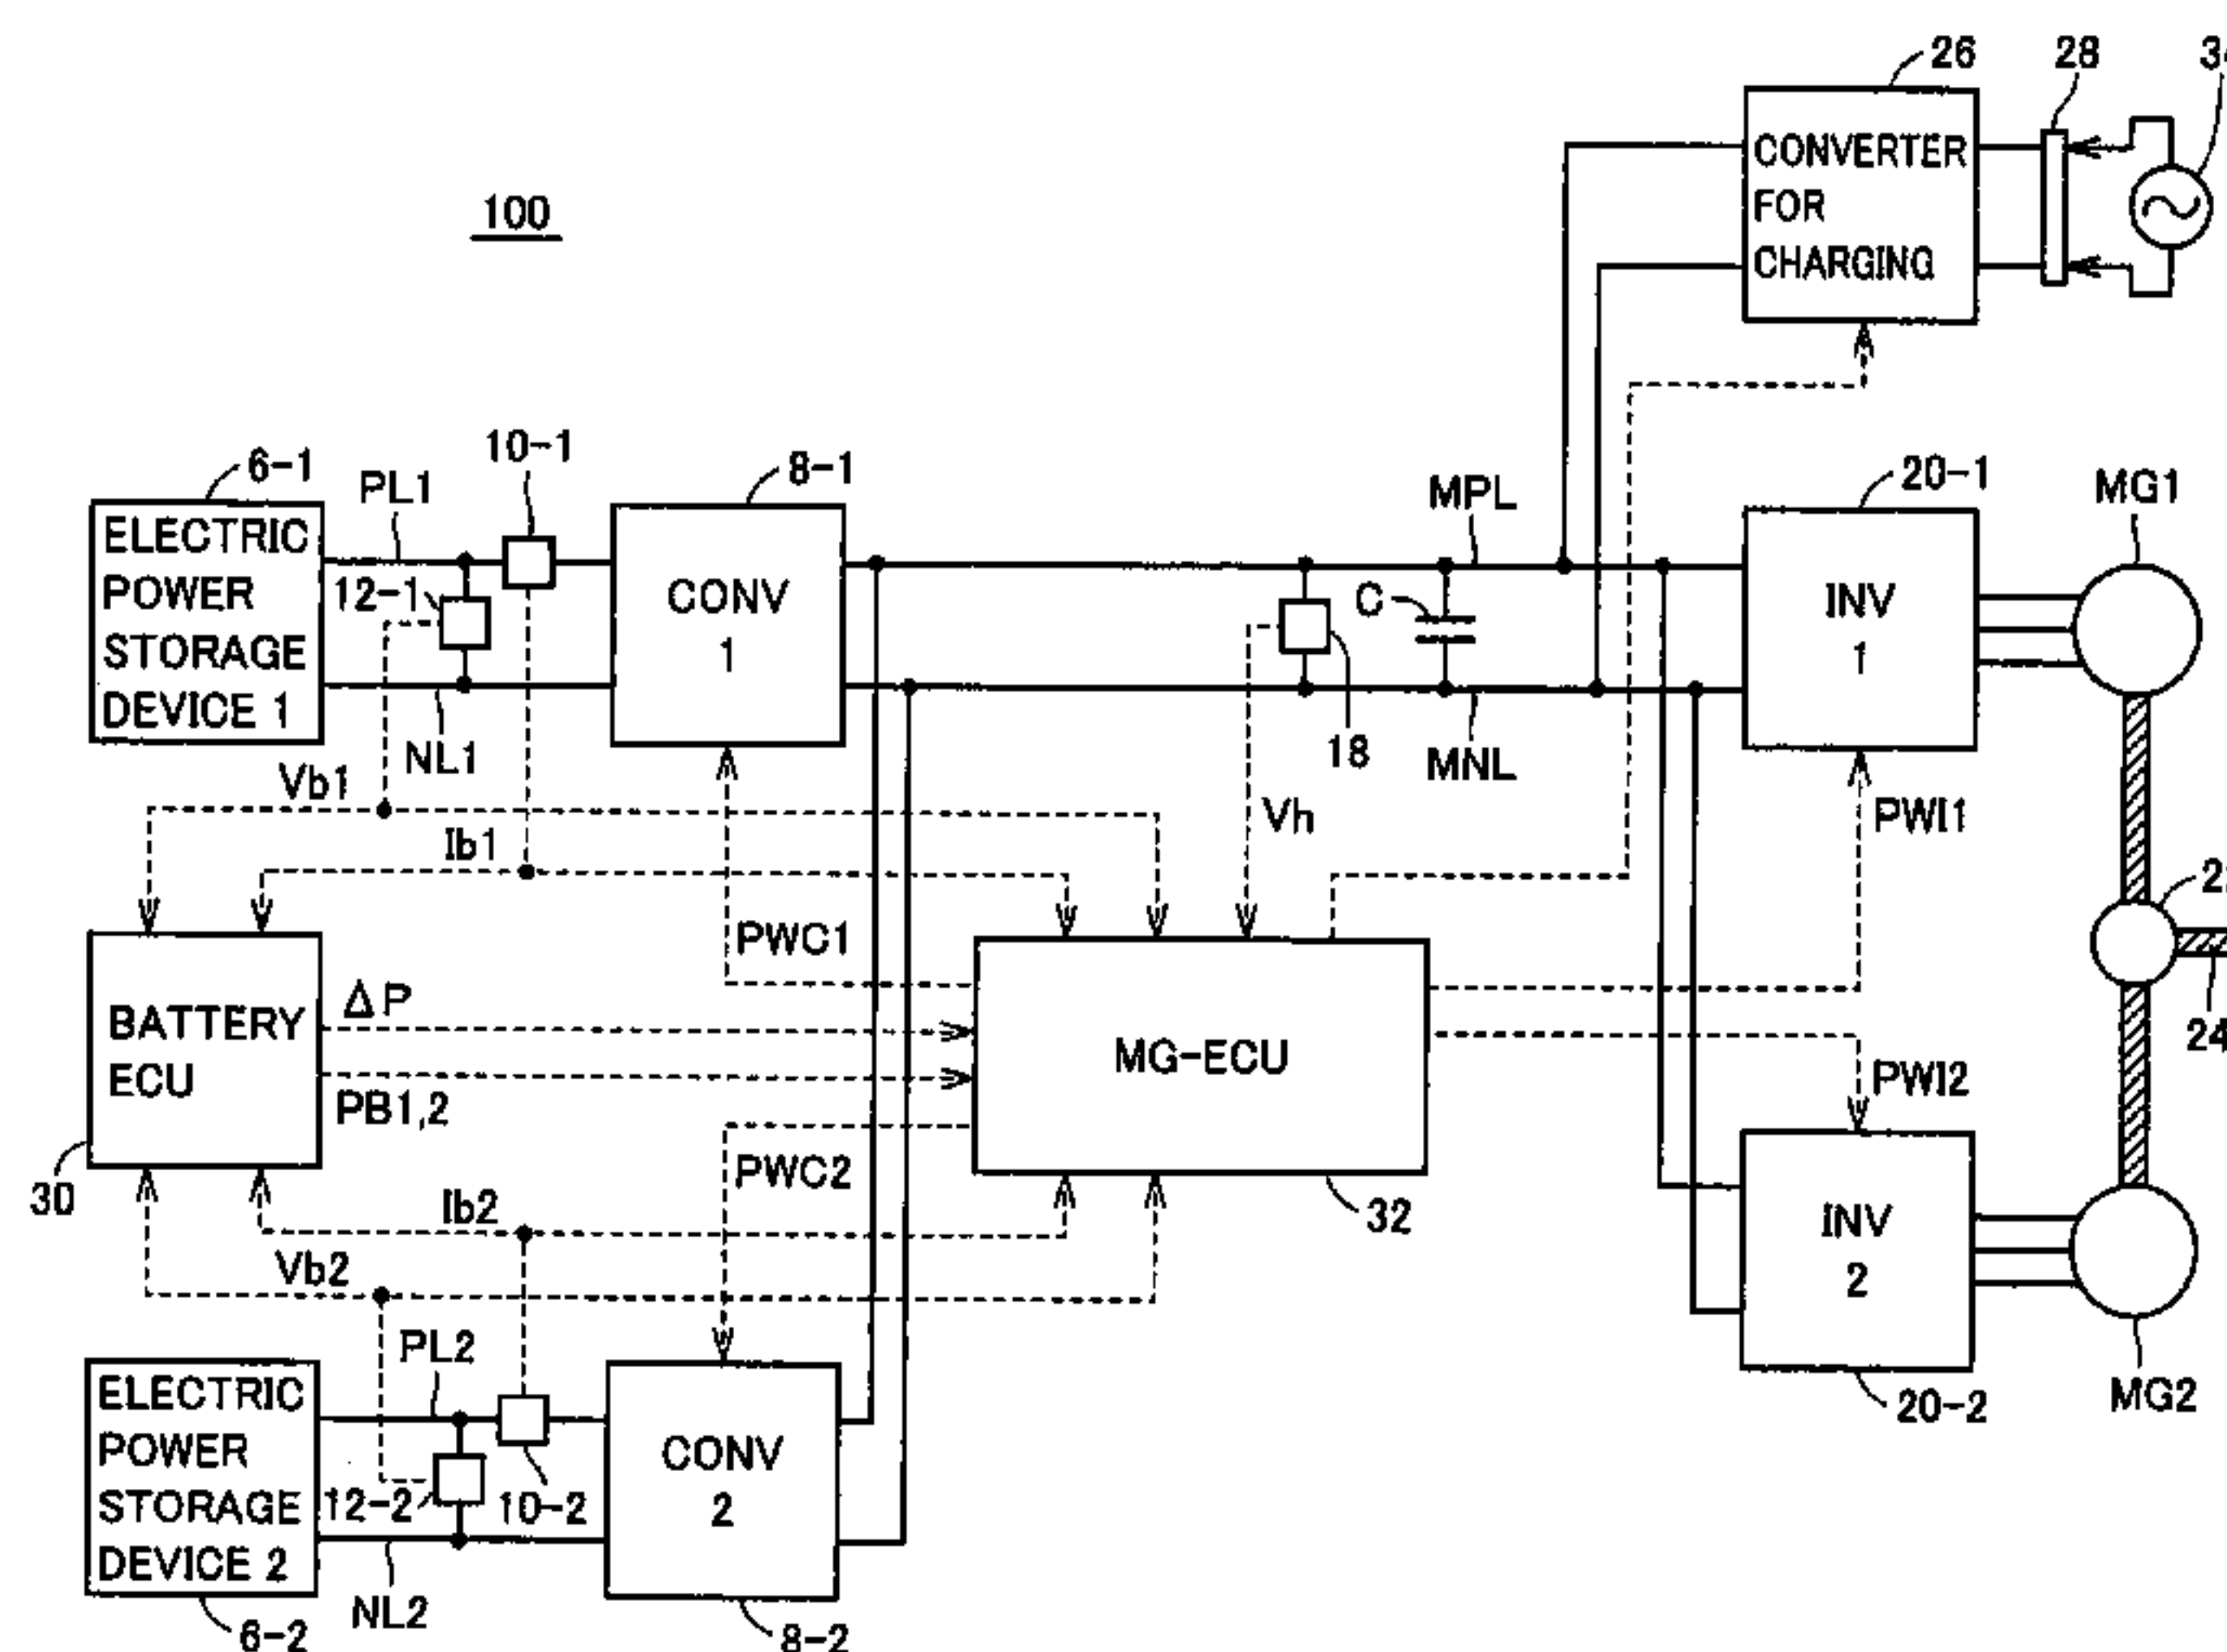 26
28
100
CONVERTER
FOR
CHARGING
6-1
PL1
10-1
8-1
MPL
20-1
MG1
ELECTRIC
POWER
STORAGE
DEVICE 1
12-1
CONV
1
C
INV
1
NL1
18
MNL
Vb1
Vh
PWI1
Ib1
PWC1
BATTERY
ECU
ΔP
PB1,2
MG-ECU
24
PWI2
30
PWC2
32
Ib2
Vb2
INV
2
PL2
20-2
MG2
ELECTRIC
POWER
STORAGE
DEVICE 2
12-2
10-2
CONV
2
NL2
6-2
8-2